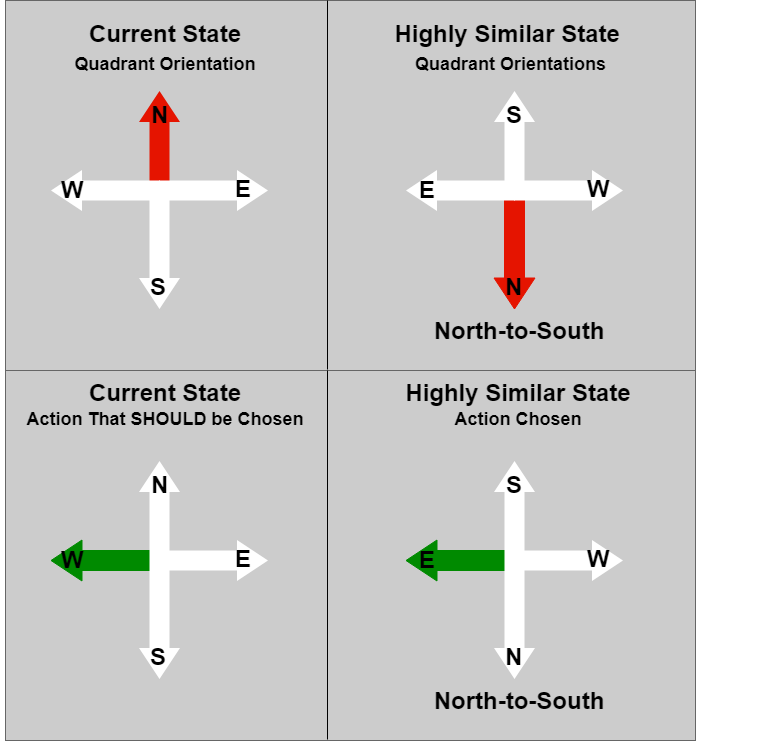 Current State
Quadrant Orientation
N
W
E
S
Highly Similar State
Quadrant Orientations
S
E
W
N
North-to-South
Current State
Action That SHOULD be Chosen
N
W
E
S
Highly Similar State
Action Chosen
S
E
W
N
North-to-South